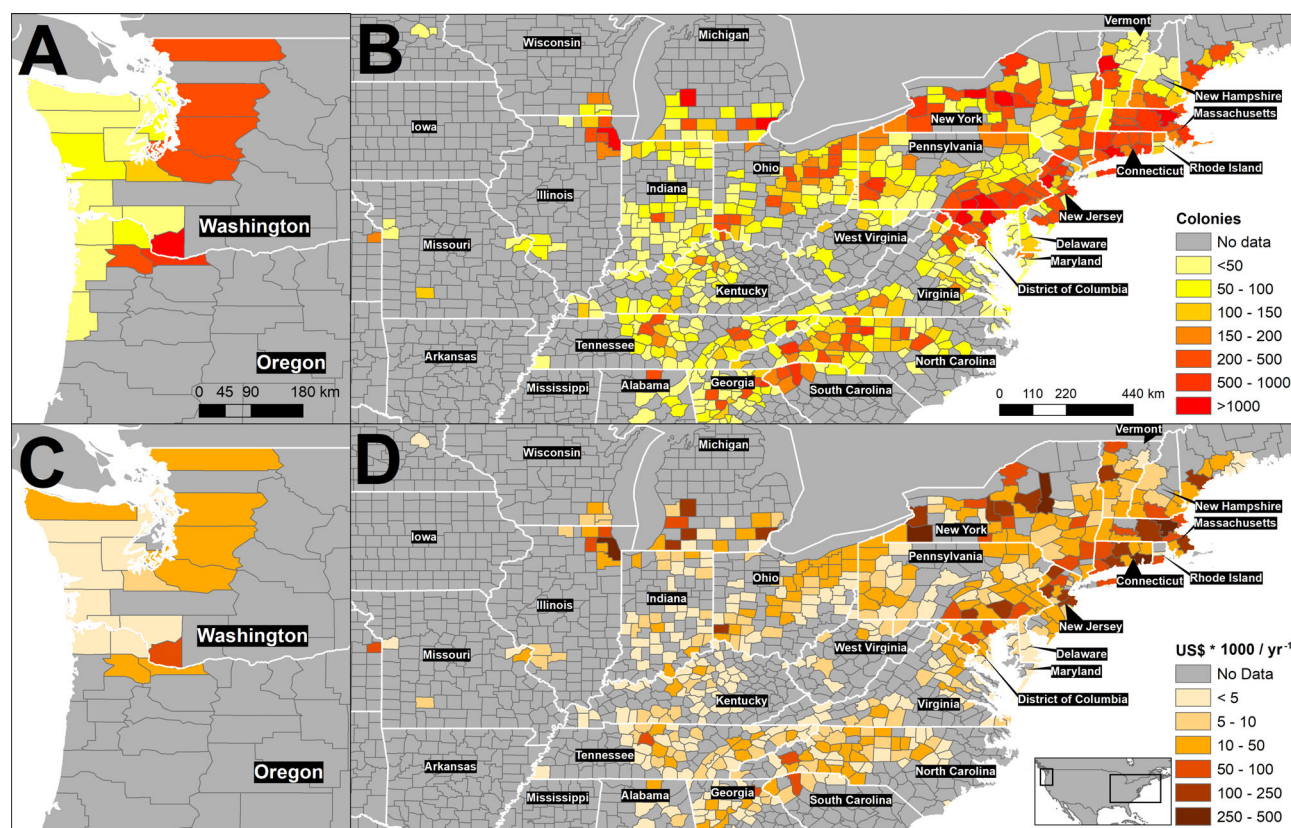 A
Washington
Oregon
0 45 90 180 km
B
Wisconsin
Michigan
Vermont
New Hampshire
Massachusetts
Iowa
New York
Pennsylvania
Rhode Island
Connecticut
Ohio
Illinois
Indiana
New Jersey
Missouri
West Virginia
Delaware
Maryland
Kentucky
Virginia
District of Columbia
Tennessee
Arkansas
North Carolina
Mississippi
Alabama
Georgia
South Carolina
Colonies
No data
<50
50 - 100
100 - 150
150 - 200
200 - 500
500 - 1000
>1000
0 110 220 440 km
C
Washington
Oregon
D
Wisconsin
Michigan
Vermont
New Hampshire
Massachusetts
Iowa
New York
Pennsylvania
Rhode Island
Connecticut
Ohio
Illinois
Indiana
New Jersey
Missouri
West Virginia
Delaware
Maryland
Kentucky
Virginia
District of Columbia
Tennessee
Arkansas
North Carolina
Mississippi
Alabama
Georgia
South Carolina
US$ * 1000 / yr⁻¹
No Data
< 5
5 - 10
10 - 50
50 - 100
100 - 250
250 - 500